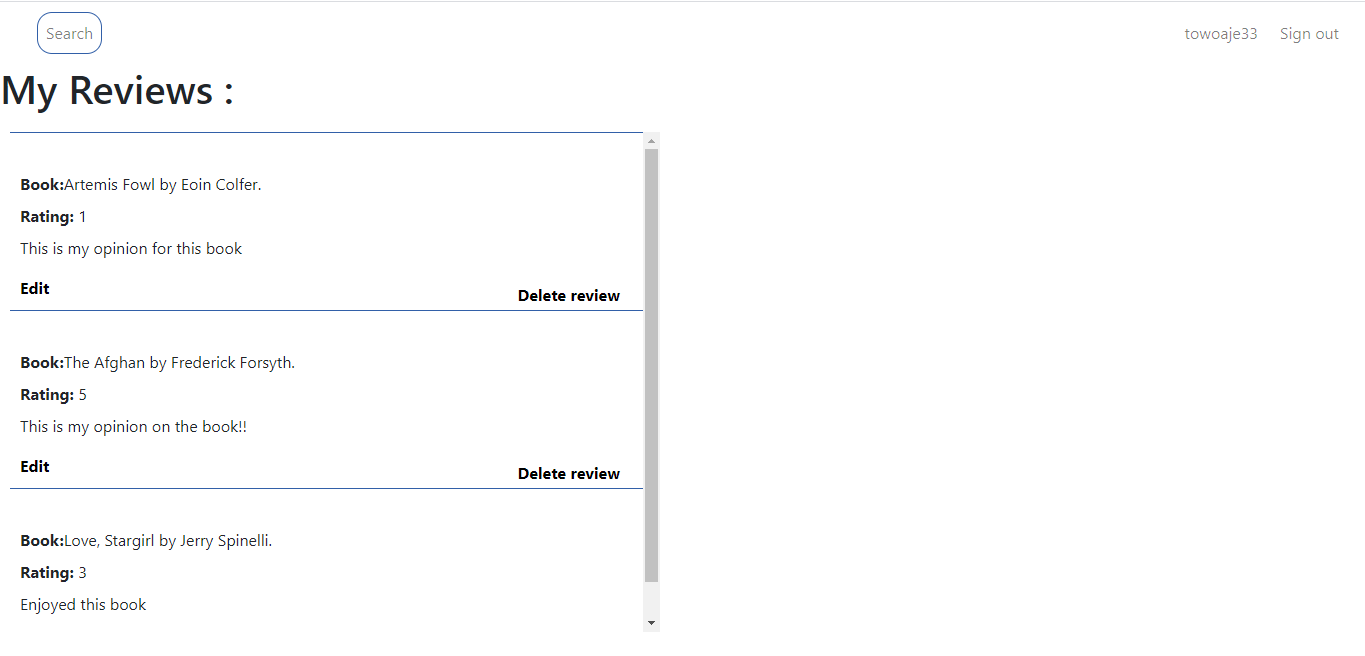 Search
towoaje33 Sign out
My Reviews :
Book:Artemis Fowl by Eoin Colfer.
Rating: 1
This is my opinion for this book
Edit
Delete review
Book:The Afghan by Frederick Forsyth.
Rating: 5
This is my opinion on the book!!
Edit
Delete review
Book:Love, Stargirl by Jerry Spinelli.
Rating: 3
Enjoyed this book